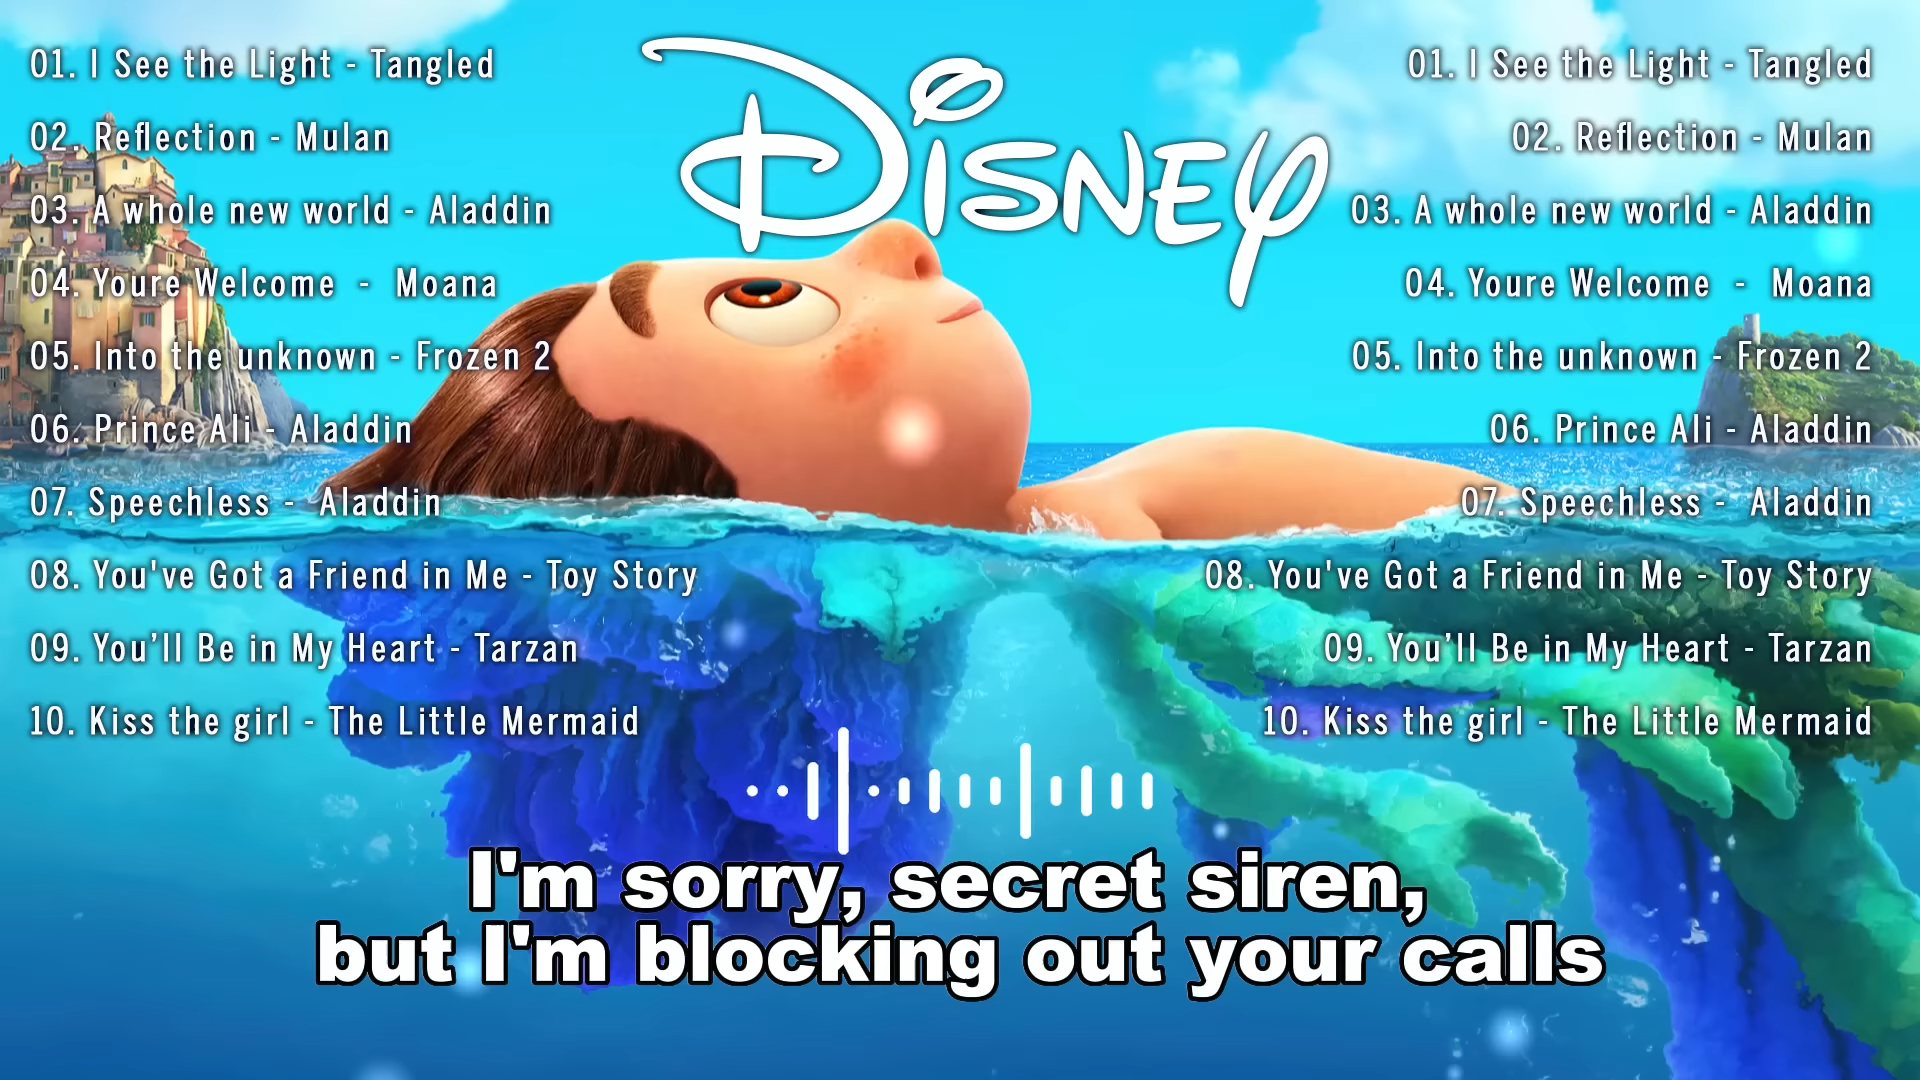 Disney
01. I See the Light - Tangled
02. Reflection - Mulan
03. A whole new world - Aladdin
04. Youre Welcome - Moana
05. Into the unknown - Frozen 2
06. Prince Ali - Aladdin
07. Speechless - Aladdin
08. You've Got a Friend in Me - Toy Story
09. You’ll Be in My Heart - Tarzan
10. Kiss the girl - The Little Mermaid
01. I See the Light - Tangled
02. Reflection - Mulan
03. A whole new world - Aladdin
04. Youre Welcome - Moana
05. Into the unknown - Frozen 2
06. Prince Ali - Aladdin
07. Speechless - Aladdin
08. You've Got a Friend in Me - Toy Story
09. You’ll Be in My Heart - Tarzan
10. Kiss the girl - The Little Mermaid
I'm sorry, secret siren,
but I'm blocking out your calls